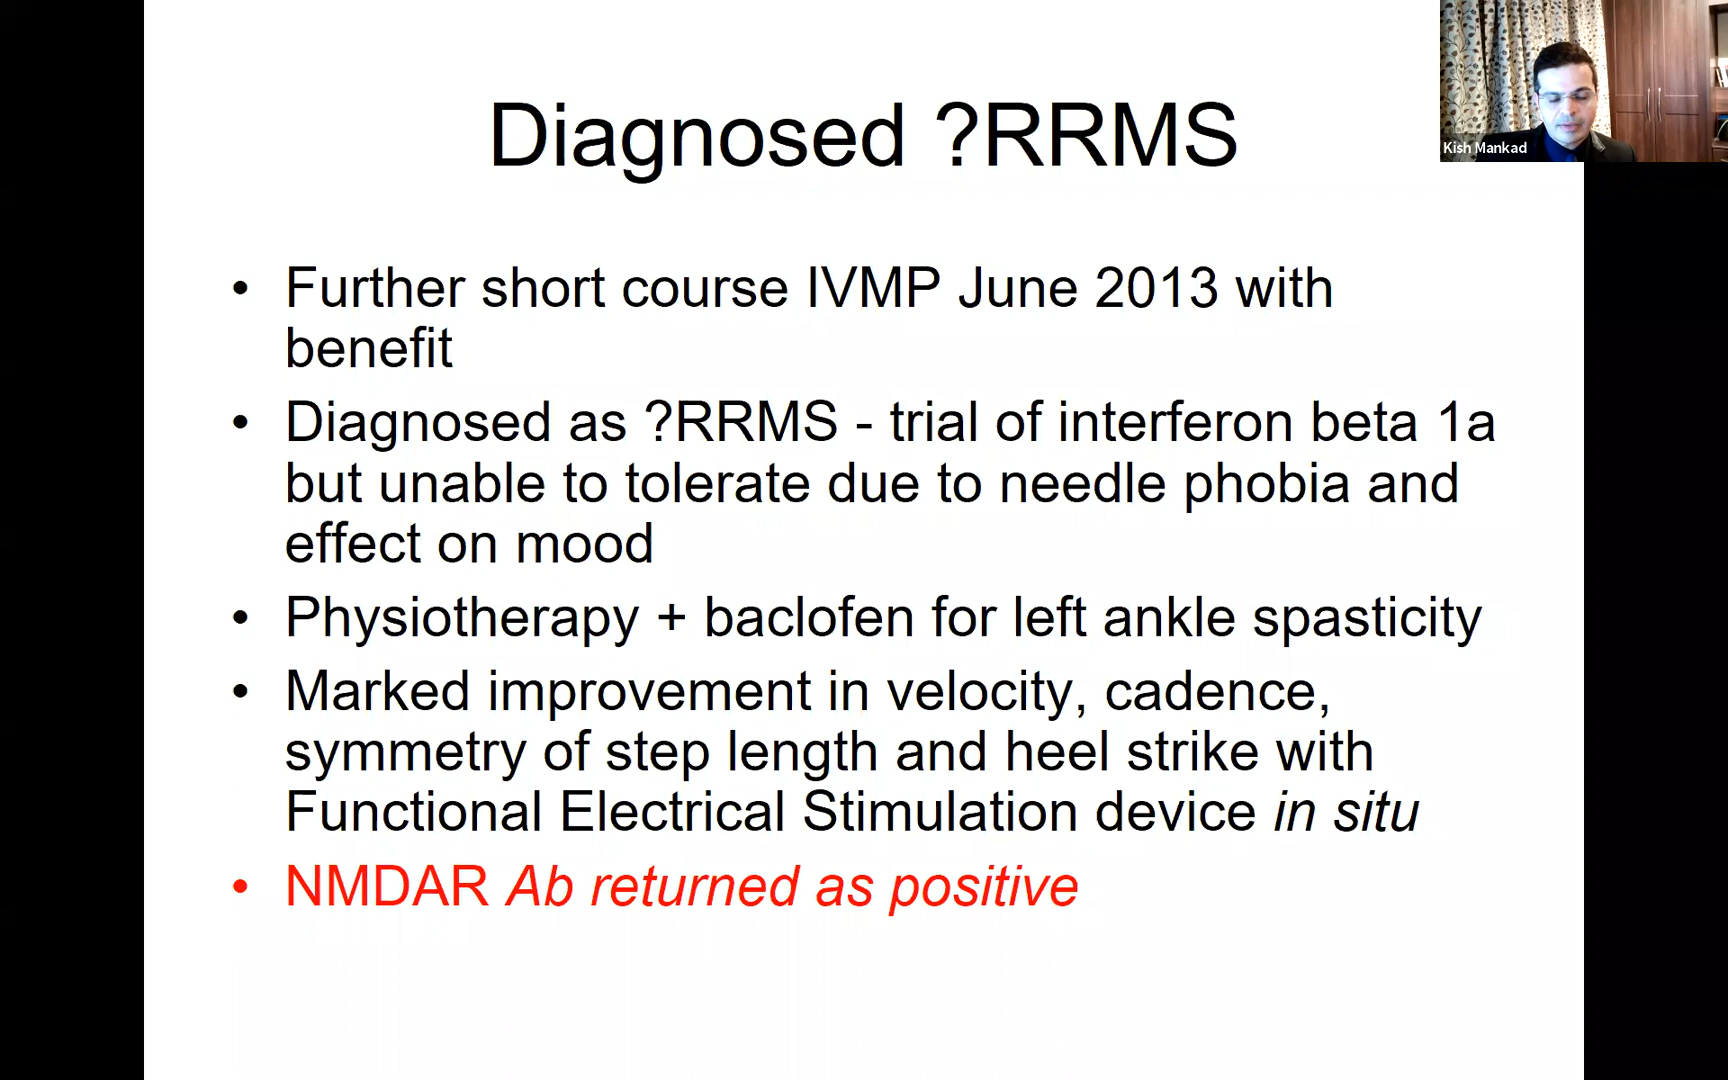 Diagnosed ?RRMS
Kish Mankad
• Further short course IVMP June 2013 with
benefit
• Diagnosed as ?RRMS - trial of interferon beta 1a
but unable to tolerate due to needle phobia and
effect on mood
• Physiotherapy + baclofen for left ankle spasticity
• Marked improvement in velocity, cadence,
symmetry of step length and heel strike with
Functional Electrical Stimulation device in situ
• NMDAR Ab returned as positive